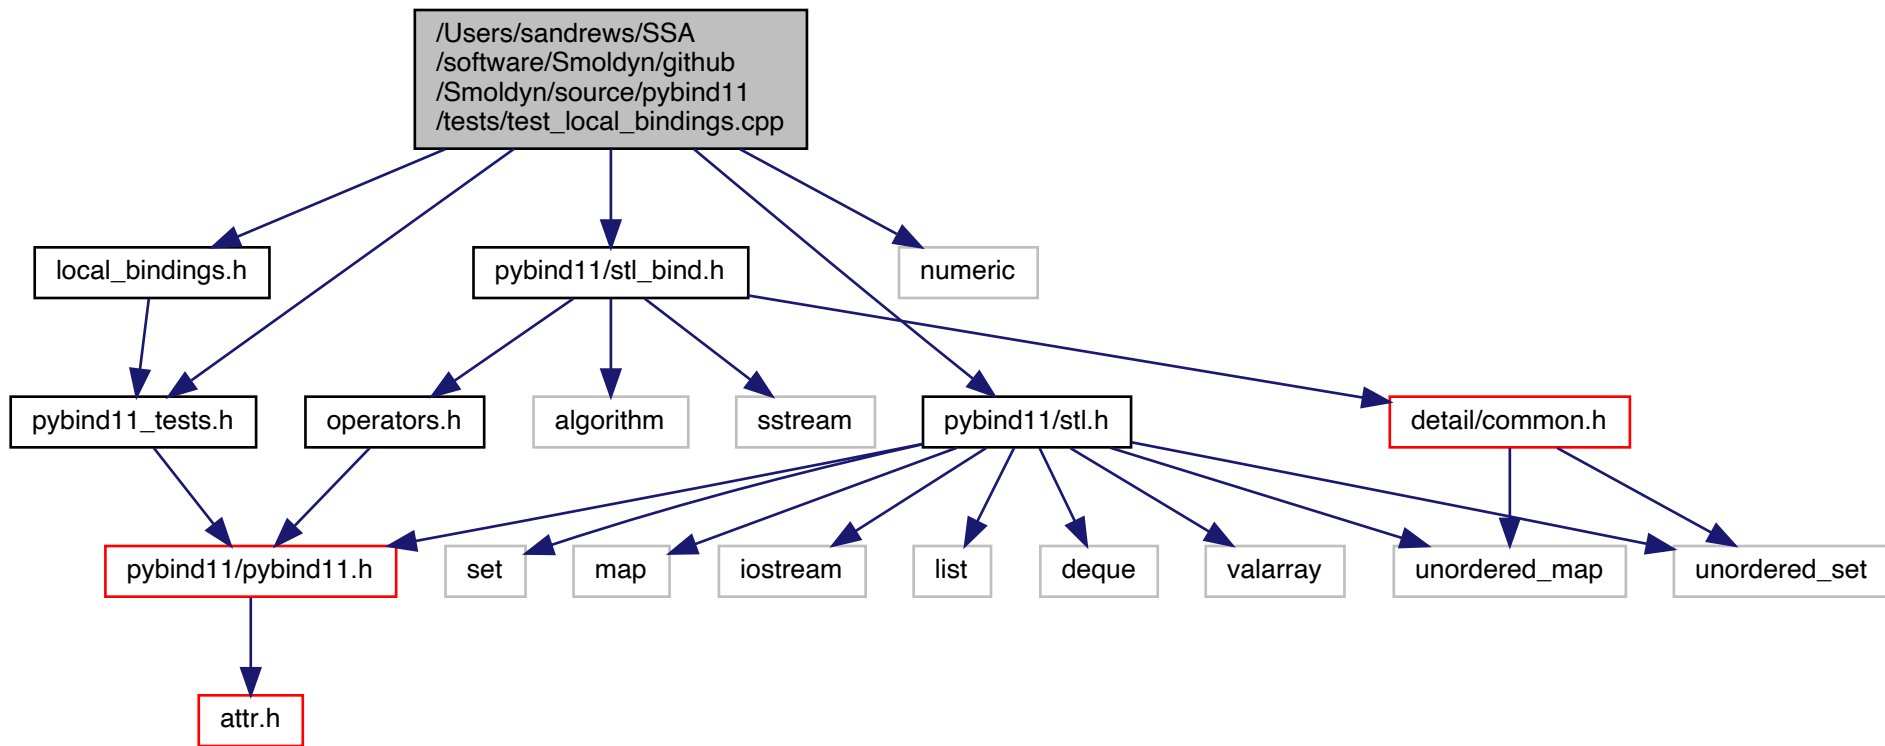 /Users/sandrews/SSA
/software/Smoldyn/github
/Smoldyn/source/pybind11
/tests/test_local_bindings.cpp
local_bindings.h
pybind11/stl_bind.h
numeric
pybind11_tests.h
operators.h
algorithm
sstream
pybind11/stl.h
detail/common.h
pybind11/pybind11.h
set
map
iostream
list
deque
valarray
unordered_map
unordered_set
attr.h